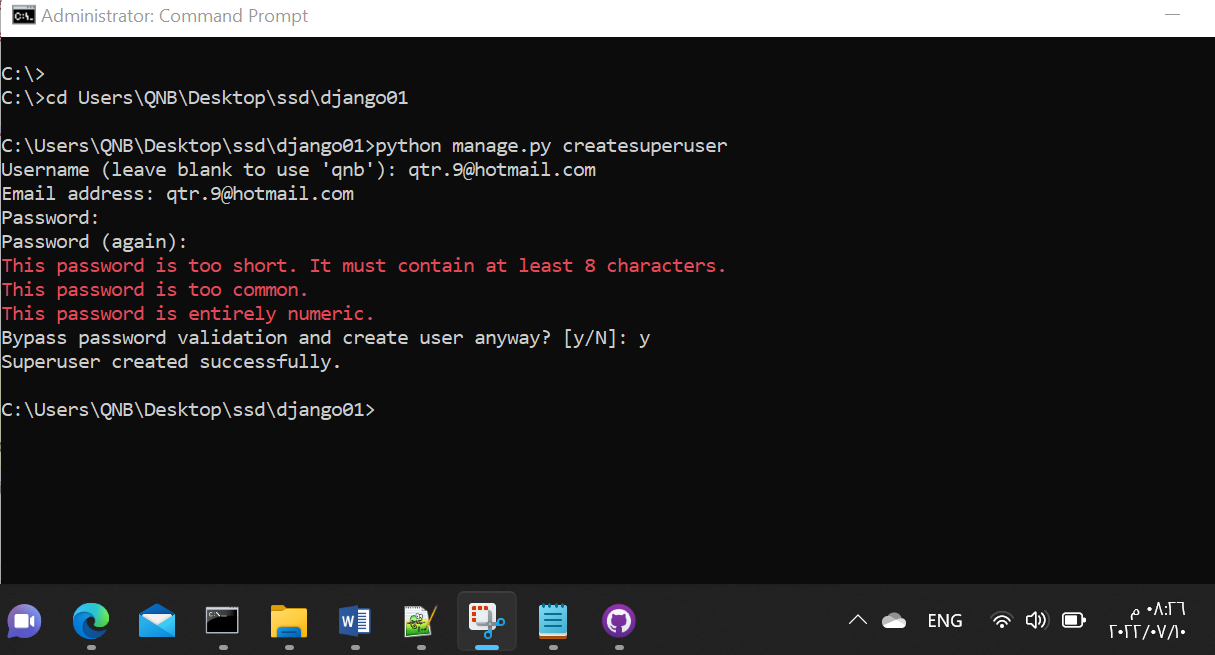 Administrator: Command Prompt
C:\>
C:\>cd Users\QNB\Desktop\ssd\django01
C:\Users\QNB\Desktop\ssd\django01>python manage.py createsuperuser
Username (leave blank to use 'qnb'): qtr.9@hotmail.com
Email address: qtr.9@hotmail.com
Password:
Password (again):
This password is too short. It must contain at least 8 characters.
This password is too common.
This password is entirely numeric.
Bypass password validation and create user anyway? [y/N]: y
Superuser created successfully.
C:\Users\QNB\Desktop\ssd\django01>
ENG
٠٨:٢٦ م
٢٠٢٢/٠٧/١٠